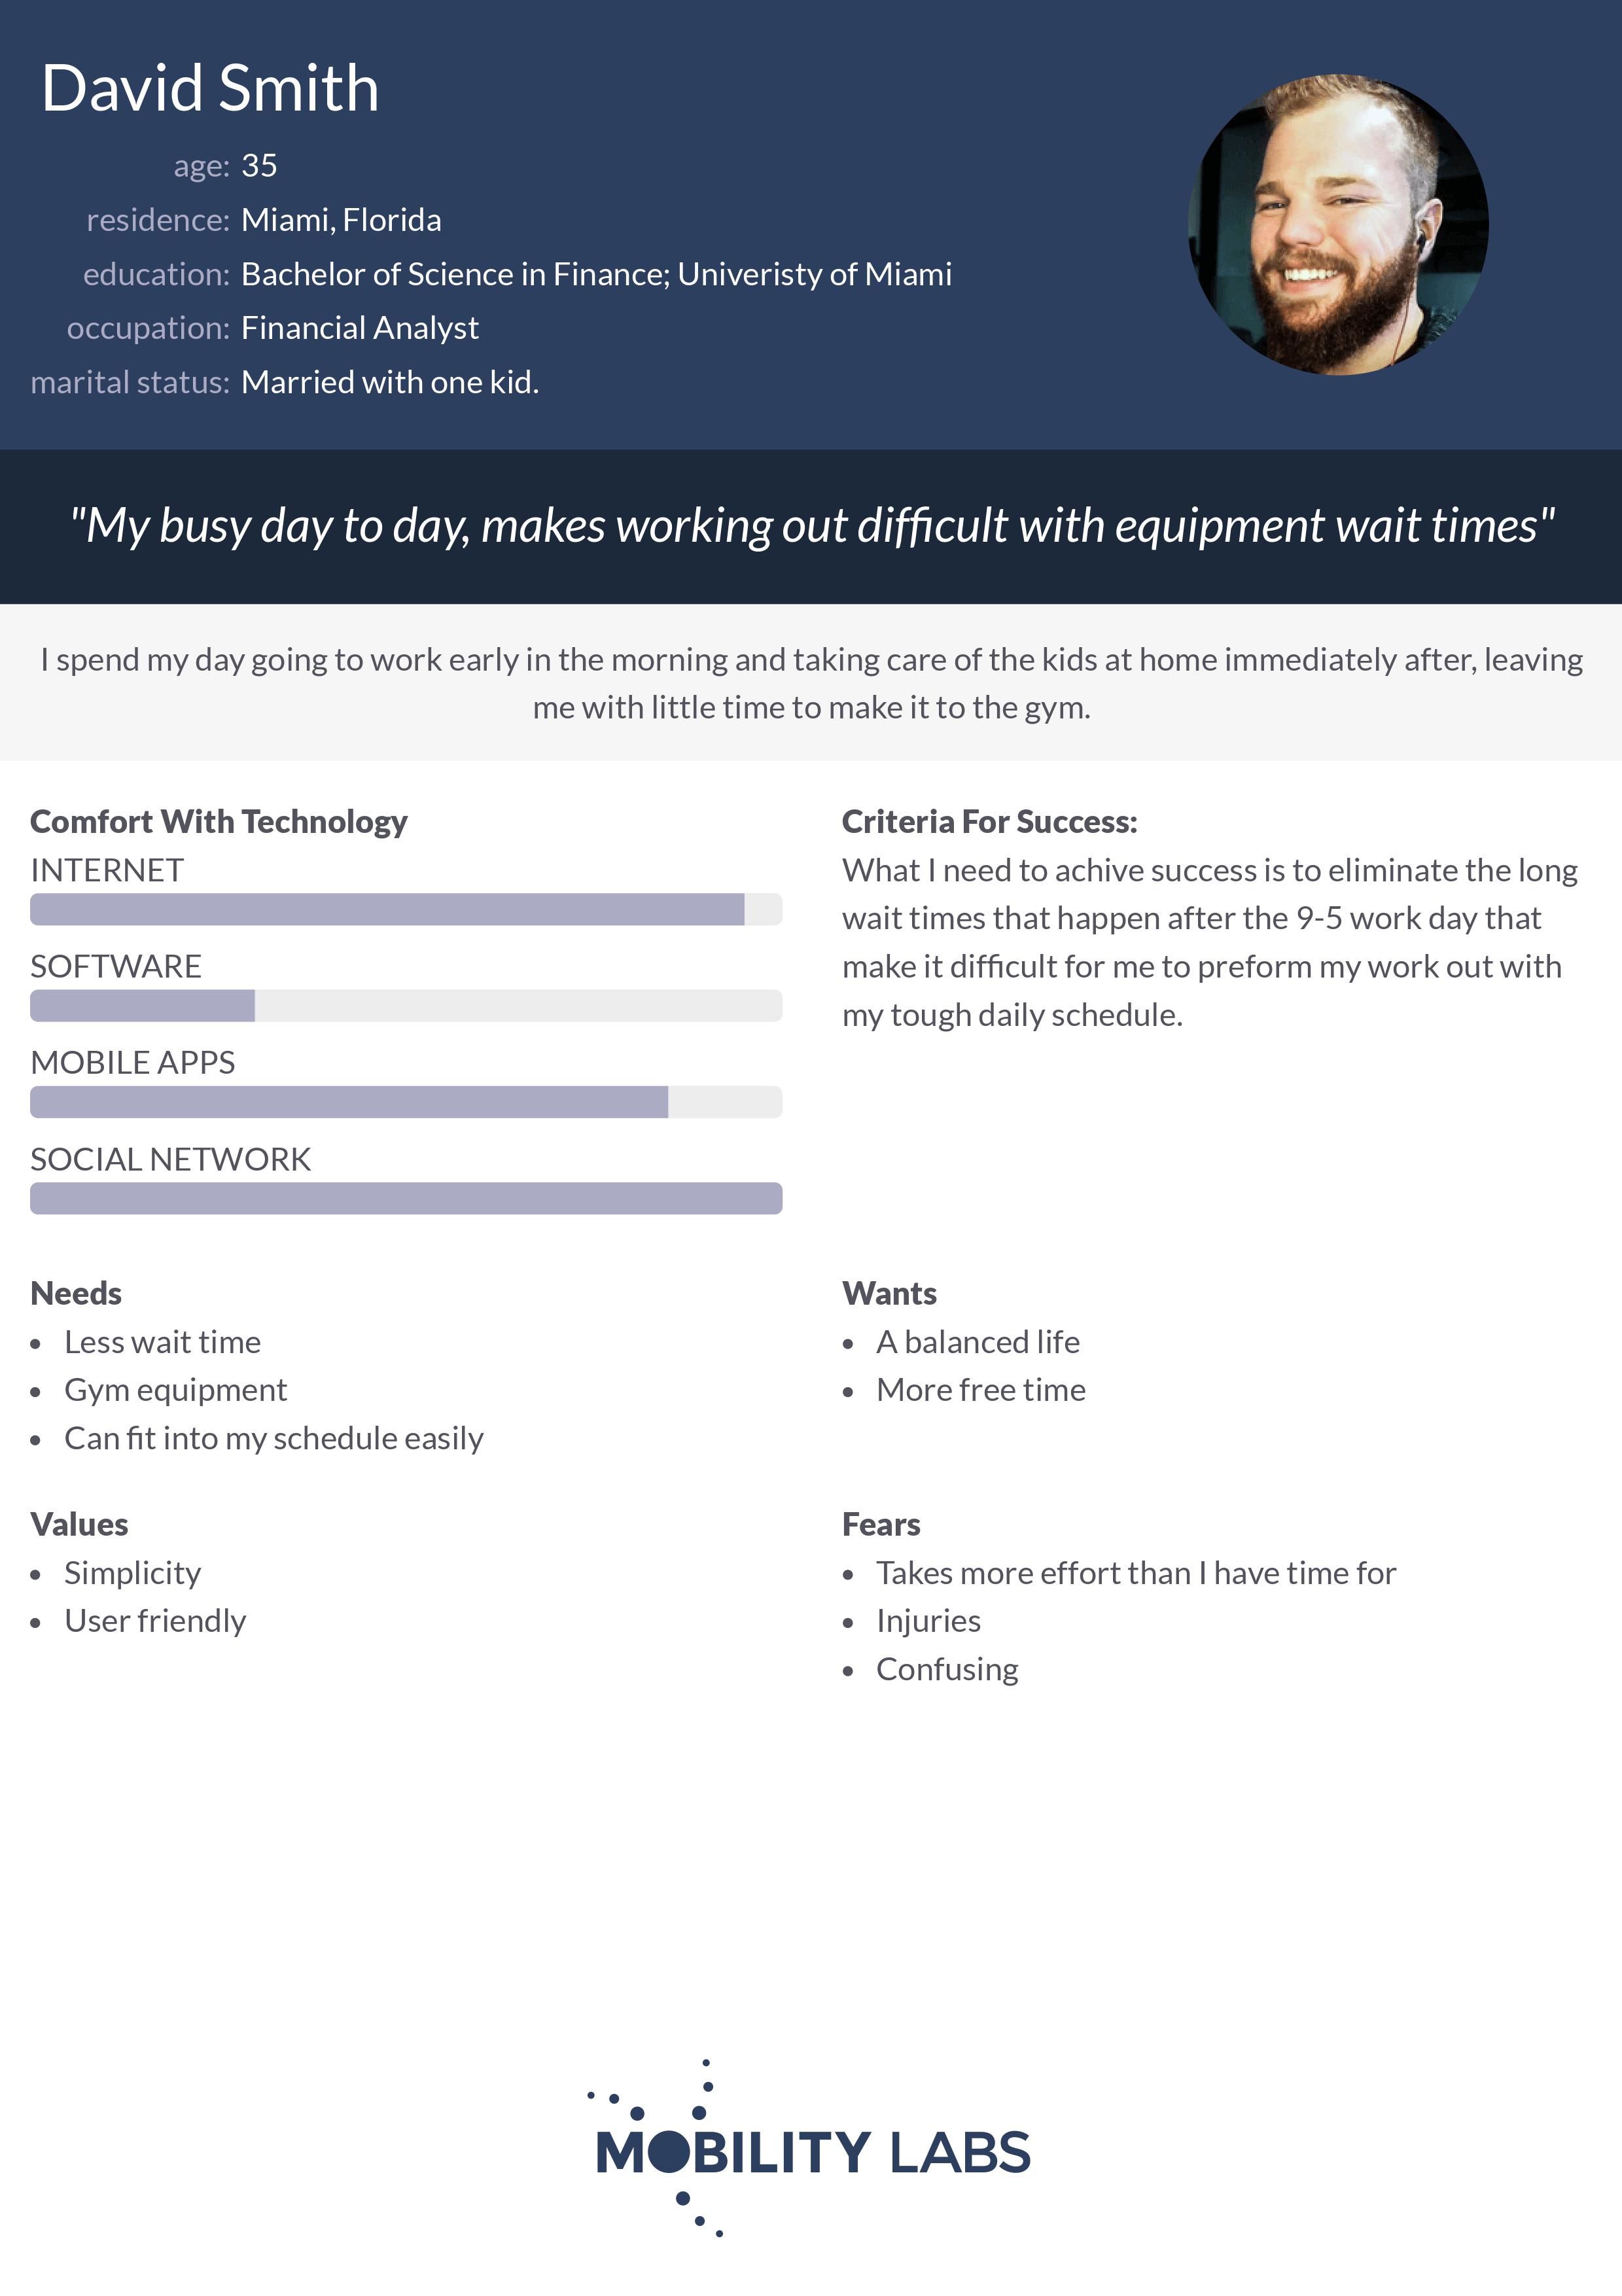 David Smith
age: 35
residence: Miami, Florida
education: Bachelor of Science in Finance; Univeristy of Miami
occupation: Financial Analyst
marital status: Married with one kid.
"My busy day to day, makes working out difficult with equipment wait times"
I spend my day going to work early in the morning and taking care of the kids at home immediately after, leaving
me with little time to make it to the gym.
Comfort With Technology
INTERNET
SOFTWARE
MOBILE APPS
SOCIAL NETWORK
Criteria For Success:
What I need to achive success is to eliminate the long
wait times that happen after the 9-5 work day that
make it difficult for me to preform my work out with
my tough daily schedule.
Needs
• Less wait time
• Gym equipment
• Can fit into my schedule easily
Wants
• A balanced life
• More free time
Values
• Simplicity
• User friendly
Fears
• Takes more effort than I have time for
• Injuries
• Confusing
MOBILITY LABS